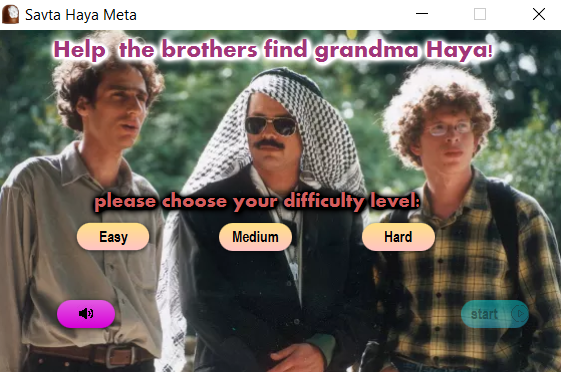 Savta Haya Meta
Help the brothers find grandma Haya!
please choose your difficulty level:
Easy Medium Hard
start